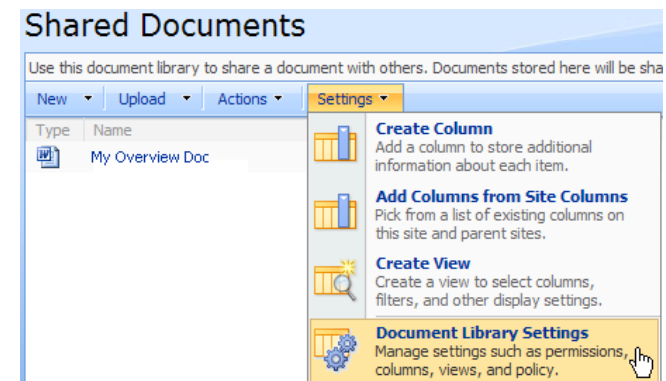 Shared Documents
Use this document library to share a document with others. Documents stored here will be sha
New Upload Actions Settings
Type Name
My Overview Doc
Create Column
Add a column to store additional
information about each item.
Add Columns from Site Columns
Pick from a list of existing columns on
this site and parent sites.
Create View
Create a view to select columns,
filters, and other display settings.
Document Library Settings
Manage settings such as permissions,
columns, views, and policy.